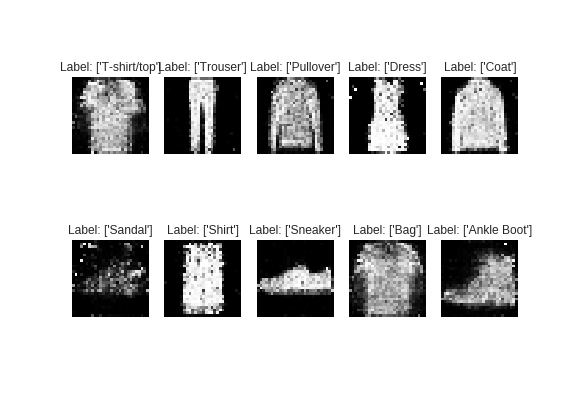 Label: ['T-shirt/top'] Label: ['Trouser'] Label: ['Pullover'] Label: ['Dress'] Label: ['Coat']
Label: ['Sandal'] Label: ['Shirt'] Label: ['Sneaker'] Label: ['Bag'] Label: ['Ankle Boot']